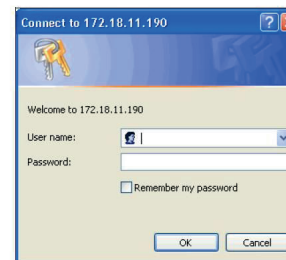 Connect to 172.18.11.190
?
Welcome to 172.18.11.190
User name:
Password:
Remember my password
OK
Cancel